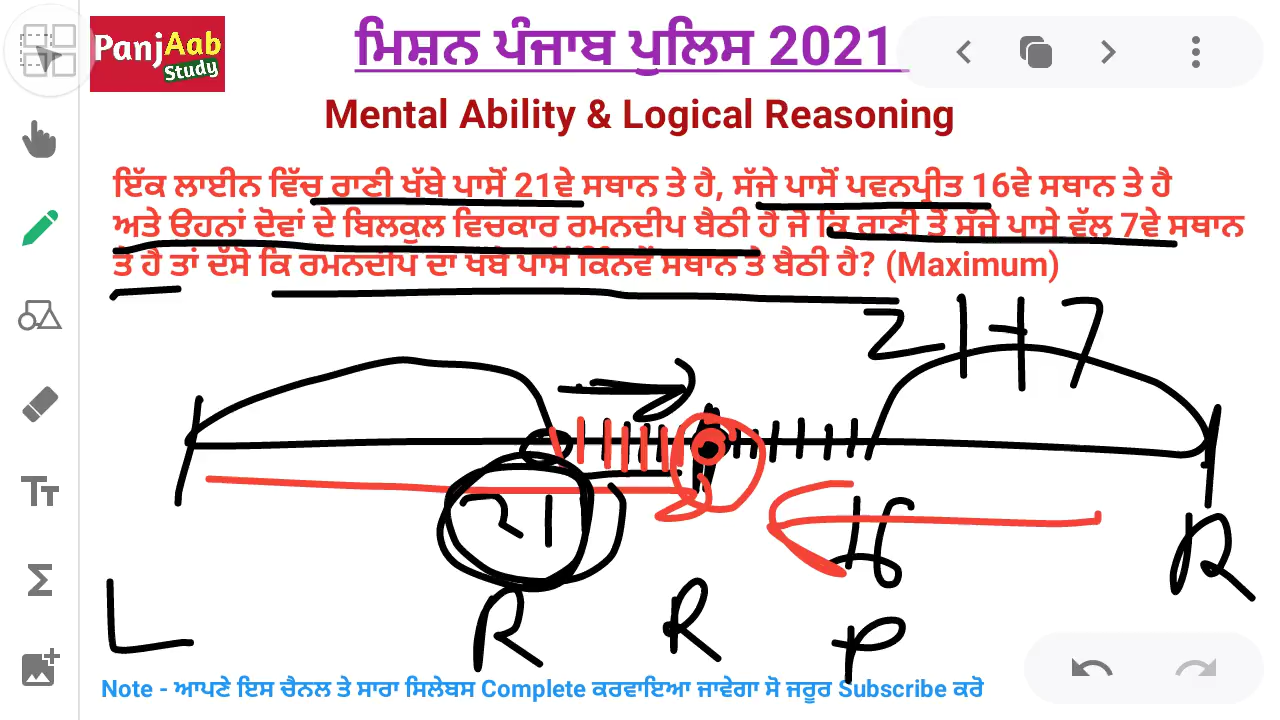 PanjAab
Study
ਮਿਸ਼ਨ ਪੰਜਾਬ ਪੁਲਿਸ 2021
Mental Ability & Logical Reasoning
ਇੱਕ ਲਾਈਨ ਵਿੱਚ ਰਾਣੀ ਖੱਬੇ ਪਾਸੋਂ 21ਵੇ ਸਥਾਨ ਤੇ ਹੈ, ਸੱਜੇ ਪਾਸੋਂ ਪਵਨਪ੍ਰੀਤ 16ਵੇ ਸਥਾਨ ਤੇ ਹੈ
ਅਤੇ ਉਹਨਾਂ ਦੋਵਾਂ ਦੇ ਬਿਲਕੁਲ ਵਿਚਕਾਰ ਰਮਨਦੀਪ ਬੈਠੀ ਹੈ ਜੋ ਕਿ ਰਾਣੀ ਤੋਂ ਸੱਜੇ ਪਾਸੇ ਵੱਲ 7ਵੇ ਸਥਾਨ
ਤੇ ਹੈ ਤਾਂ ਦੱਸੋ ਕਿ ਰਮਨਦੀਪ ਦਾ ਖੱਬੇ ਪਾਸੋਂ ਕਿੰਨਵੇਂ ਸਥਾਨ ਤੇ ਬੈਠੀ ਹੈ? (Maximum)
21+7
21
16
R
L
R
R
P
Note - ਆਪਣੇ ਇਸ ਚੈਨਲ ਤੇ ਸਾਰਾ ਸਿਲੇਬਸ Complete ਕਰਵਾਇਆ ਜਾਵੇਗਾ ਸੋ ਜਰੂਰ Subscribe ਕਰੋ